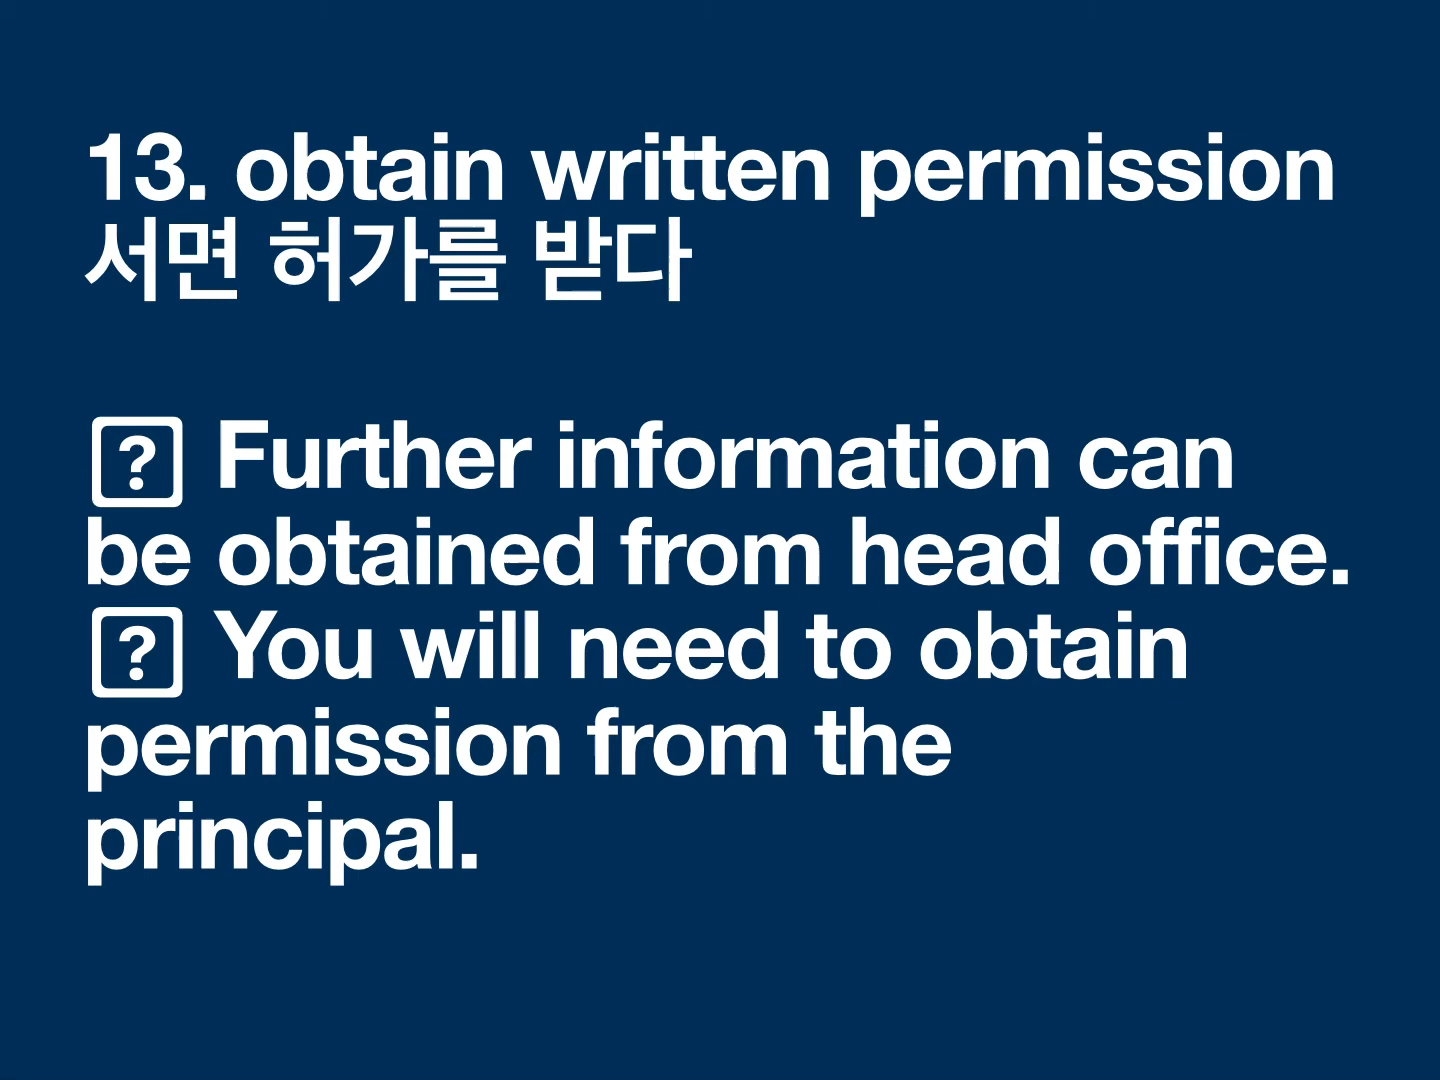 13. obtain written permission
서면 허가를 받다
⍰ Further information can
be obtained from head office.
⍰ You will need to obtain
permission from the
principal.